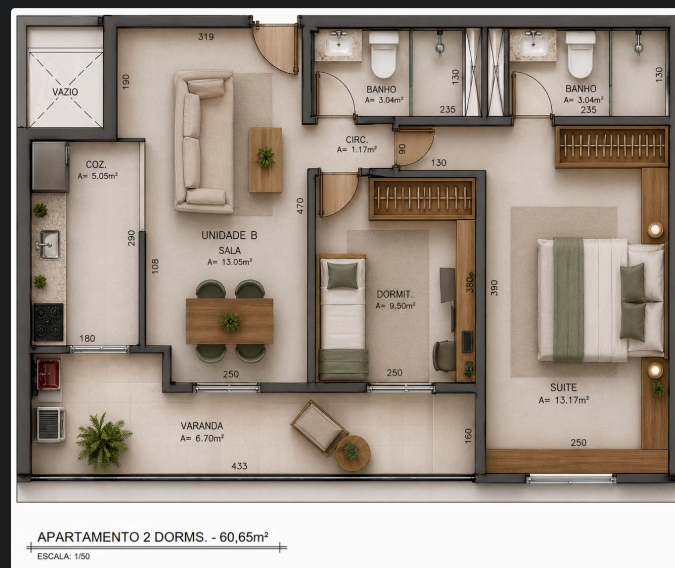 319
190
VAZIO
BANHO
A= 3.04m²
130
235
BANHO
A= 3.04m²
130
235
CIRC.
A= 1.17m²
90
130
COZ.
A= 5.05m²
470
UNIDADE B
SALA
A= 13.05m²
290
108
DORMIT.
A= 9.50m²
380
390
180
250
250
SUITE
A= 13.17m²
VARANDA
A= 6.70m²
160
250
433
APARTAMENTO 2 DORMS. - 60,65m²
ESCALA: 1/50